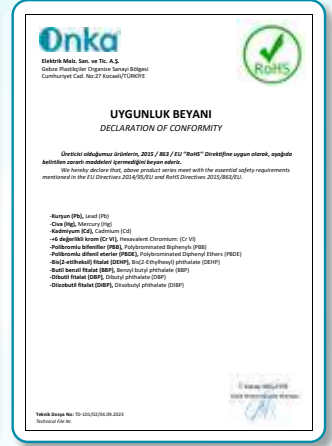 Onka
Elektrik Malz. San. ve Tic. A.Ş.
Gebze Plastikçiler Organize Sanayi Bölgesi
Cumhuriyet Cad. No:27 Kocaeli/TÜRKİYE
RoHS
UYGUNLUK BEYANI
DECLARATION OF CONFORMITY
Üreticisi olduğumuz ürünlerin, 2015 / 863 / EU "RoHS" Direktifine uygun olarak, aşağıda
belirtilen zararlı maddeleri içermediğini beyan ederiz.
We hereby declare that, above product series meet with the essential safety requirements
mentioned in the EU Directives 2014/95/EU and RoHS Directives 2015/863/EU.
-Kurşun (Pb), Lead (Pb)
-Civa (Hg), Mercury (Hg)
-Kadmiyum (Cd), Cadmium (Cd)
-+6 değerlikli krom (Cr VI), Hexavalent Chromium: (Cr VI)
-Polibromlu bifeniller (PBB), Polybrominated Biphenyls (PBB)
-Polibromlu difenil eterler (PBDE), Polybrominated Diphenyl Ethers (PBDE)
-Bis(2-etilheksil) fitalat (DEHP), Bis(2-Ethylhexyl) phthalate (DEHP)
-Butil benzil fitalat (BBP), Benzyl butyl phthalate (BBP)
-Dibutil fitalat (DBP), Dibutyl phthalate (DBP)
-Diizobutil fitalat (DIBP), Diisobutyl phthalate (DIBP)
Teknik Dosya No: TD-101/02/04.09.2023
Technical File Nr.